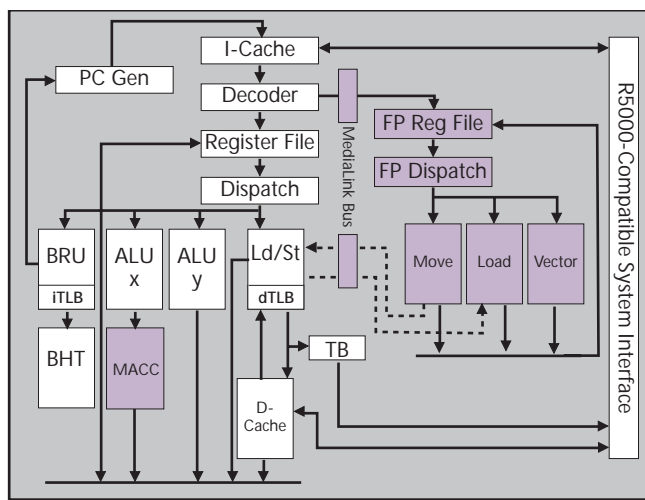 I-Cache
PC Gen
Decoder
FP Reg File
Register File
FP Dispatch
Dispatch
MediaLink Bus
R5000-Compatible System Interface
BRU
iTLB
ALU
x
ALU
y
Ld/St
dTLB
Move
Load
Vector
BHT
MACC
TB
D-
Cache